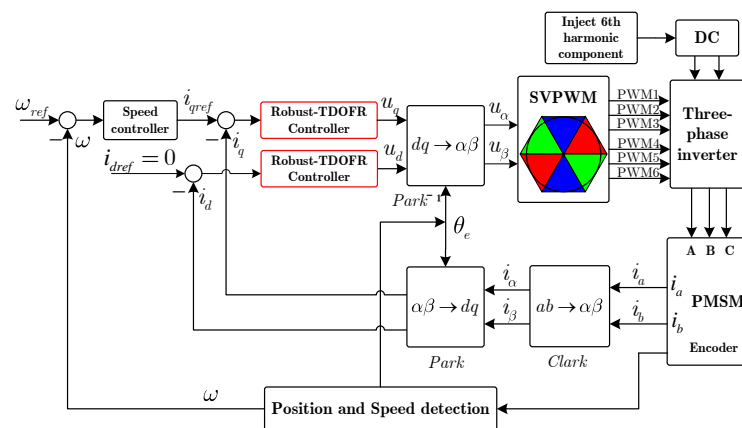 Inject 6th
harmonic
component
DC
ω_ref
−
ω
Speed
controller
i_qref
−
i_q
Robust-TDOFR
Controller
u_q
i_dref = 0
−
i_d
Robust-TDOFR
Controller
u_d
dq → αβ
Park⁻¹
u_α
u_β
SVPWM
PWM1
PWM2
PWM3
PWM4
PWM5
PWM6
Three-
phase
inverter
A B C
θ_e
αβ → dq
Park
i_α
i_β
ab → αβ
Clark
i_a
i_b
i_a
i_b
PMSM
Encoder
ω
Position and Speed detection